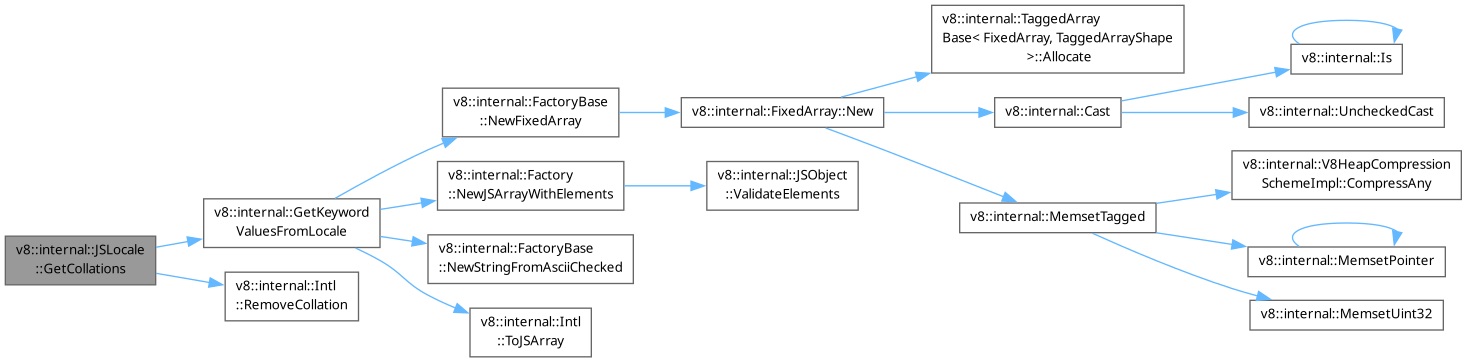 v8::internal::JSLocale
::GetCollations
v8::internal::GetKeyword
ValuesFromLocale
v8::internal::Intl
::RemoveCollation
v8::internal::FactoryBase
::NewFixedArray
v8::internal::Factory
::NewJSArrayWithElements
v8::internal::FactoryBase
::NewStringFromAsciiChecked
v8::internal::Intl
::ToJSArray
v8::internal::FixedArray::New
v8::internal::JSObject
::ValidateElements
v8::internal::TaggedArray
Base< FixedArray, TaggedArrayShape
>::Allocate
v8::internal::Cast
v8::internal::MemsetTagged
v8::internal::Is
v8::internal::UncheckedCast
v8::internal::V8HeapCompression
SchemeImpl::CompressAny
v8::internal::MemsetPointer
v8::internal::MemsetUint32